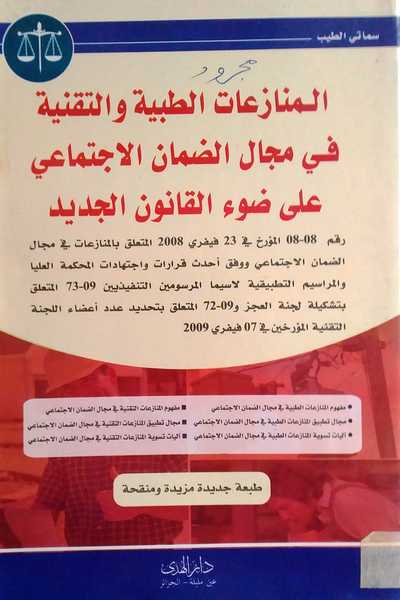 سماتي الطيب
مجرود
المنازعات الطبية والتقنية
في مجال الضمان الاجتماعي
على ضوء القانون الجديد
رقم 08-08 المؤرخ في 23 فيفري 2008 المتعلق بالمنازعات في مجال
الضمان الاجتماعي ووفق أحدث قرارات واجتهادات المحكمة العليا
والمراسيم التطبيقية لاسيما المرسومين التنفيذيين 09-73 المتعلق
بتشكيلة لجنة العجز و09-72 المتعلق بتحديد عدد أعضاء اللجنة
التقنية المؤرخين في 07 فيفري 2009
مفهوم المنازعات الطبية في مجال الضمان الاجتماعي
مجال تطبيق المنازعات الطبية في مجال الضمان الاجتماعي
آليات تسوية المنازعات الطبية في مجال الضمان الاجتماعي
مفهوم المنازعات التقنية في مجال الضمان الاجتماعي
مجال تطبيق المنازعات التقنية في مجال الضمان الاجتماعي
آليات تسوية المنازعات التقنية في مجال الضمان الاجتماعي
طبعة جديدة مزيدة ومنقحة
دار الهدى
عين مليلة - الجزائر